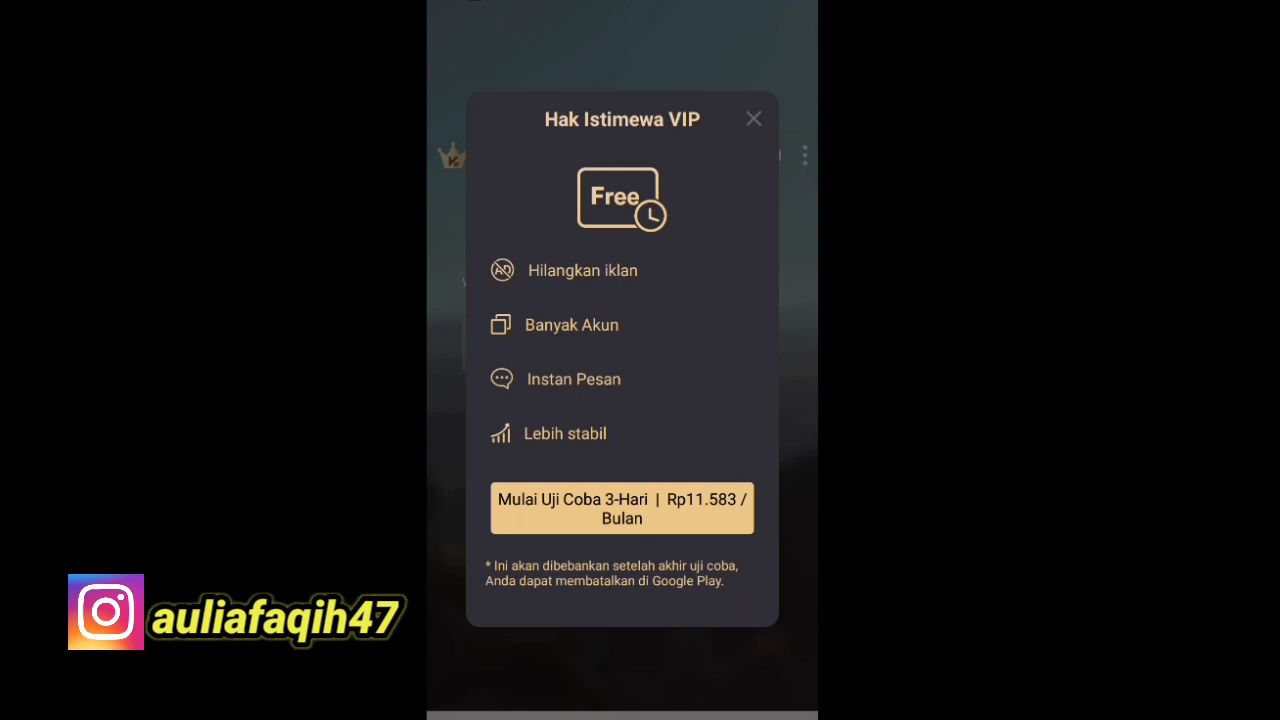 Hak Istimewa VIP
Free
Hilangkan iklan
Banyak Akun
Instan Pesan
Lebih stabil
Mulai Uji Coba 3-Hari | Rp11.583 /
Bulan
* Ini akan dibebankan setelah akhir uji coba,
Anda dapat membatalkan di Google Play.
auliafaqih47